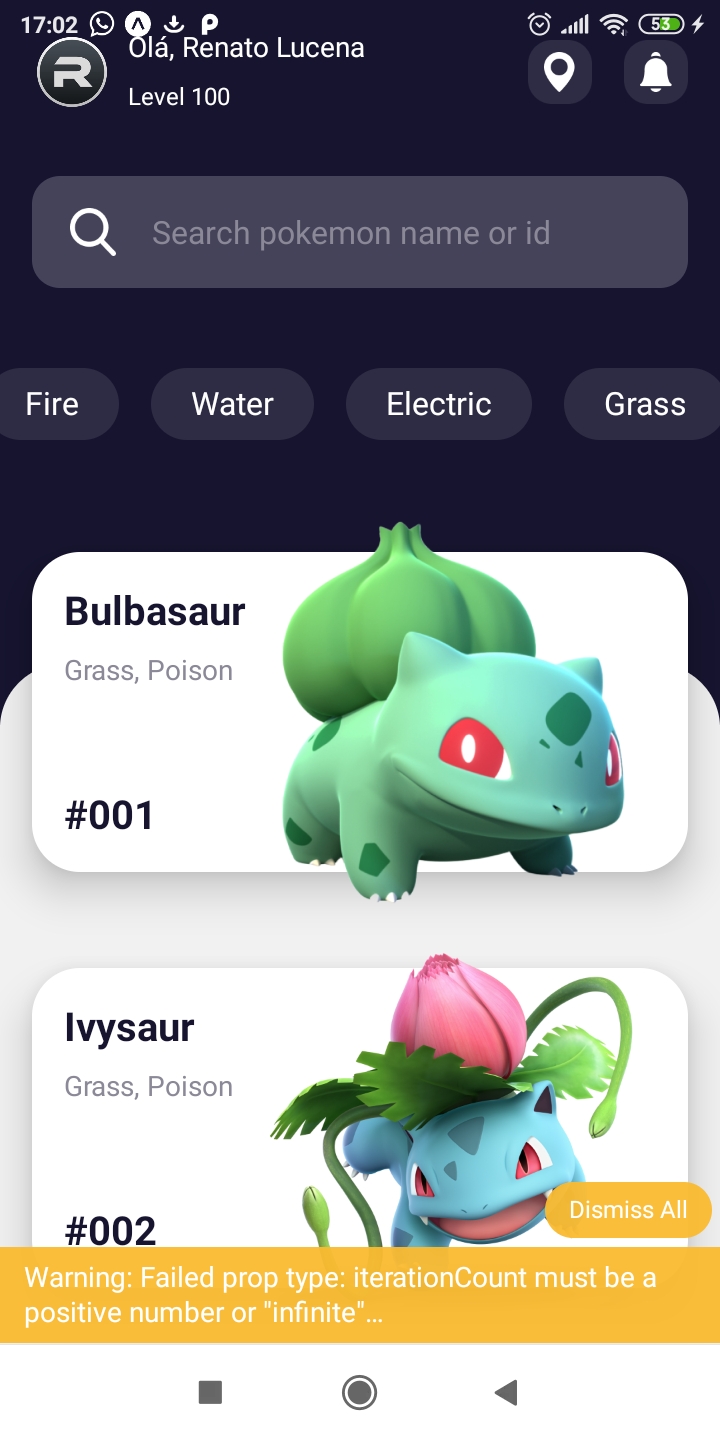 17:02
53
Olá, Renato Lucena
Level 100
Search pokemon name or id
Fire Water Electric Grass
Bulbasaur
Grass, Poison
#001
Ivysaur
Grass, Poison
#002
Dismiss All
Warning: Failed prop type: iterationCount must be a
positive number or "infinite"...